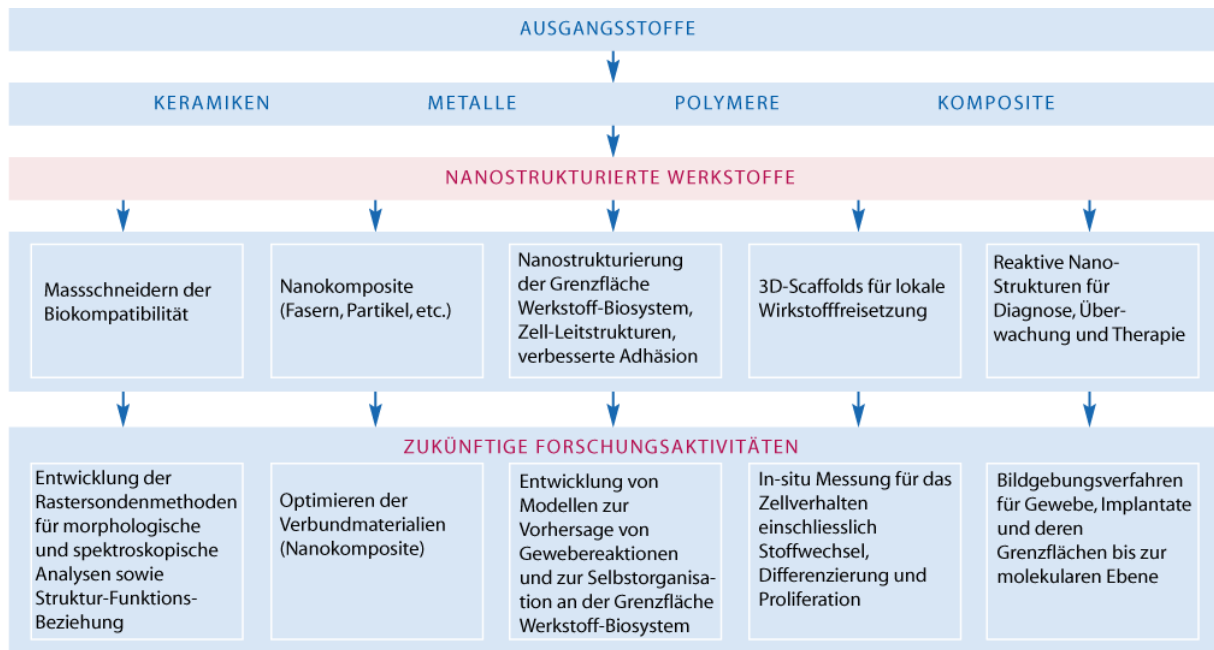 AUSGANGSSTOFFE
KERAMIKEN METALLE POLYMERE KOMPOSITE
NANOSTRUKTURIERTE WERKSTOFFE
Massschneidern der
Biokompatibilität
Nanokomposite
(Fasern, Partikel, etc.)
Nanostrukturierung
der Grenzfläche
Werkstoff-Biosystem,
Zell-Leitstrukturen,
verbesserte Adhäsion
3D-Scaffolds für lokale
Wirkstofffreisetzung
Reaktive Nano-
Strukturen für
Diagnose, Über-
wachung und Therapie
ZUKÜNFTIGE FORSCHUNGSAKTIVITÄTEN
Entwicklung der
Rastersondenmethoden
für morphologische
und spektroskopische
Analysen sowie
Struktur-Funktions-
Beziehung
Optimieren der
Verbundmaterialien
(Nanokomposite)
Entwicklung von
Modellen zur
Vorhersage von
Gewebereaktionen
und zur Selbstorganisa-
tion an der Grenzfläche
Werkstoff-Biosystem
In-situ Messung für das
Zellverhalten
einschliesslich
Stoffwechsel,
Differenzierung und
Proliferation
Bildgebungsverfahren
für Gewebe, Implantate
und deren
Grenzflächen bis zur
molekularen Ebene